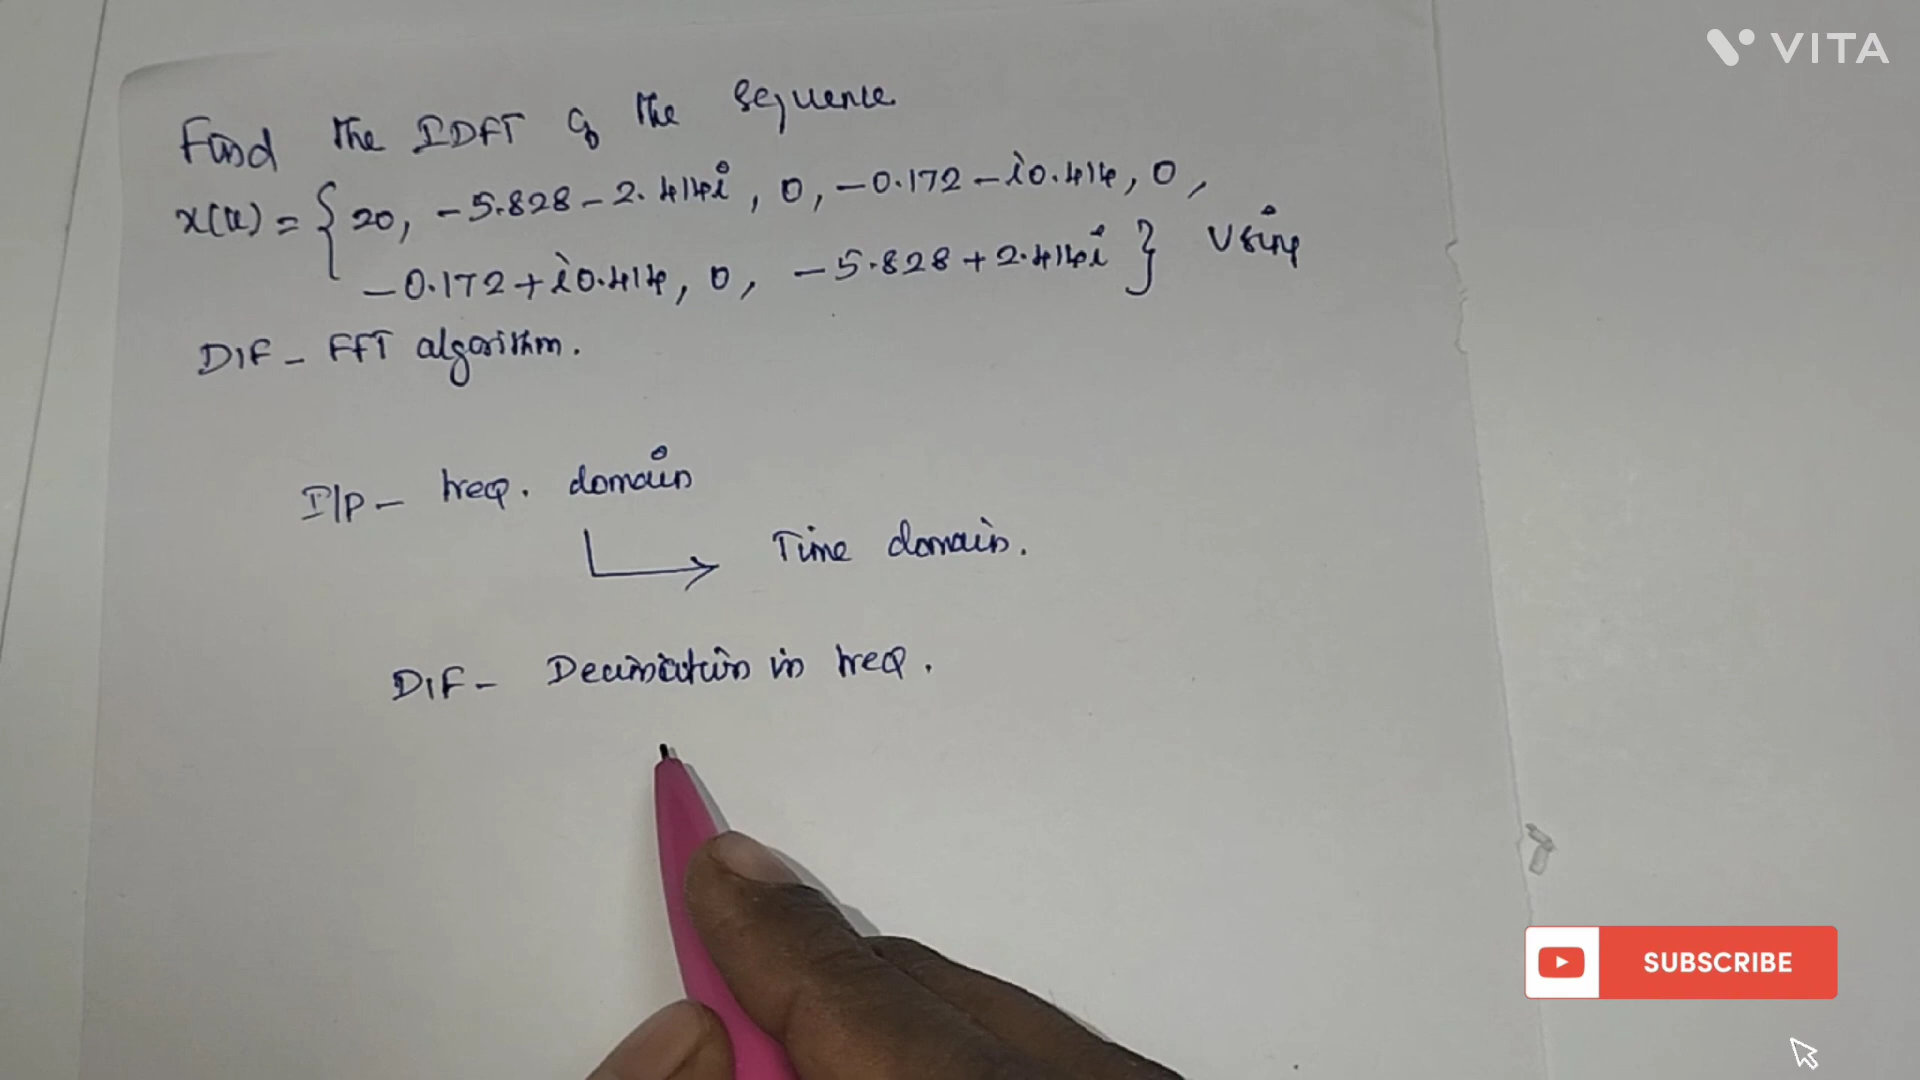 VITA
Find the IDFT of the sequence
x(k) = { 20, -5.828 - 2.414i, 0, -0.172 - i0.414, 0,
-0.172 + i0.414, 0, -5.828 + 2.414i } using
DIF - FFT algorithm.
I/p - freq. domain
Time domain.
DIF - Decimation in freq.
SUBSCRIBE